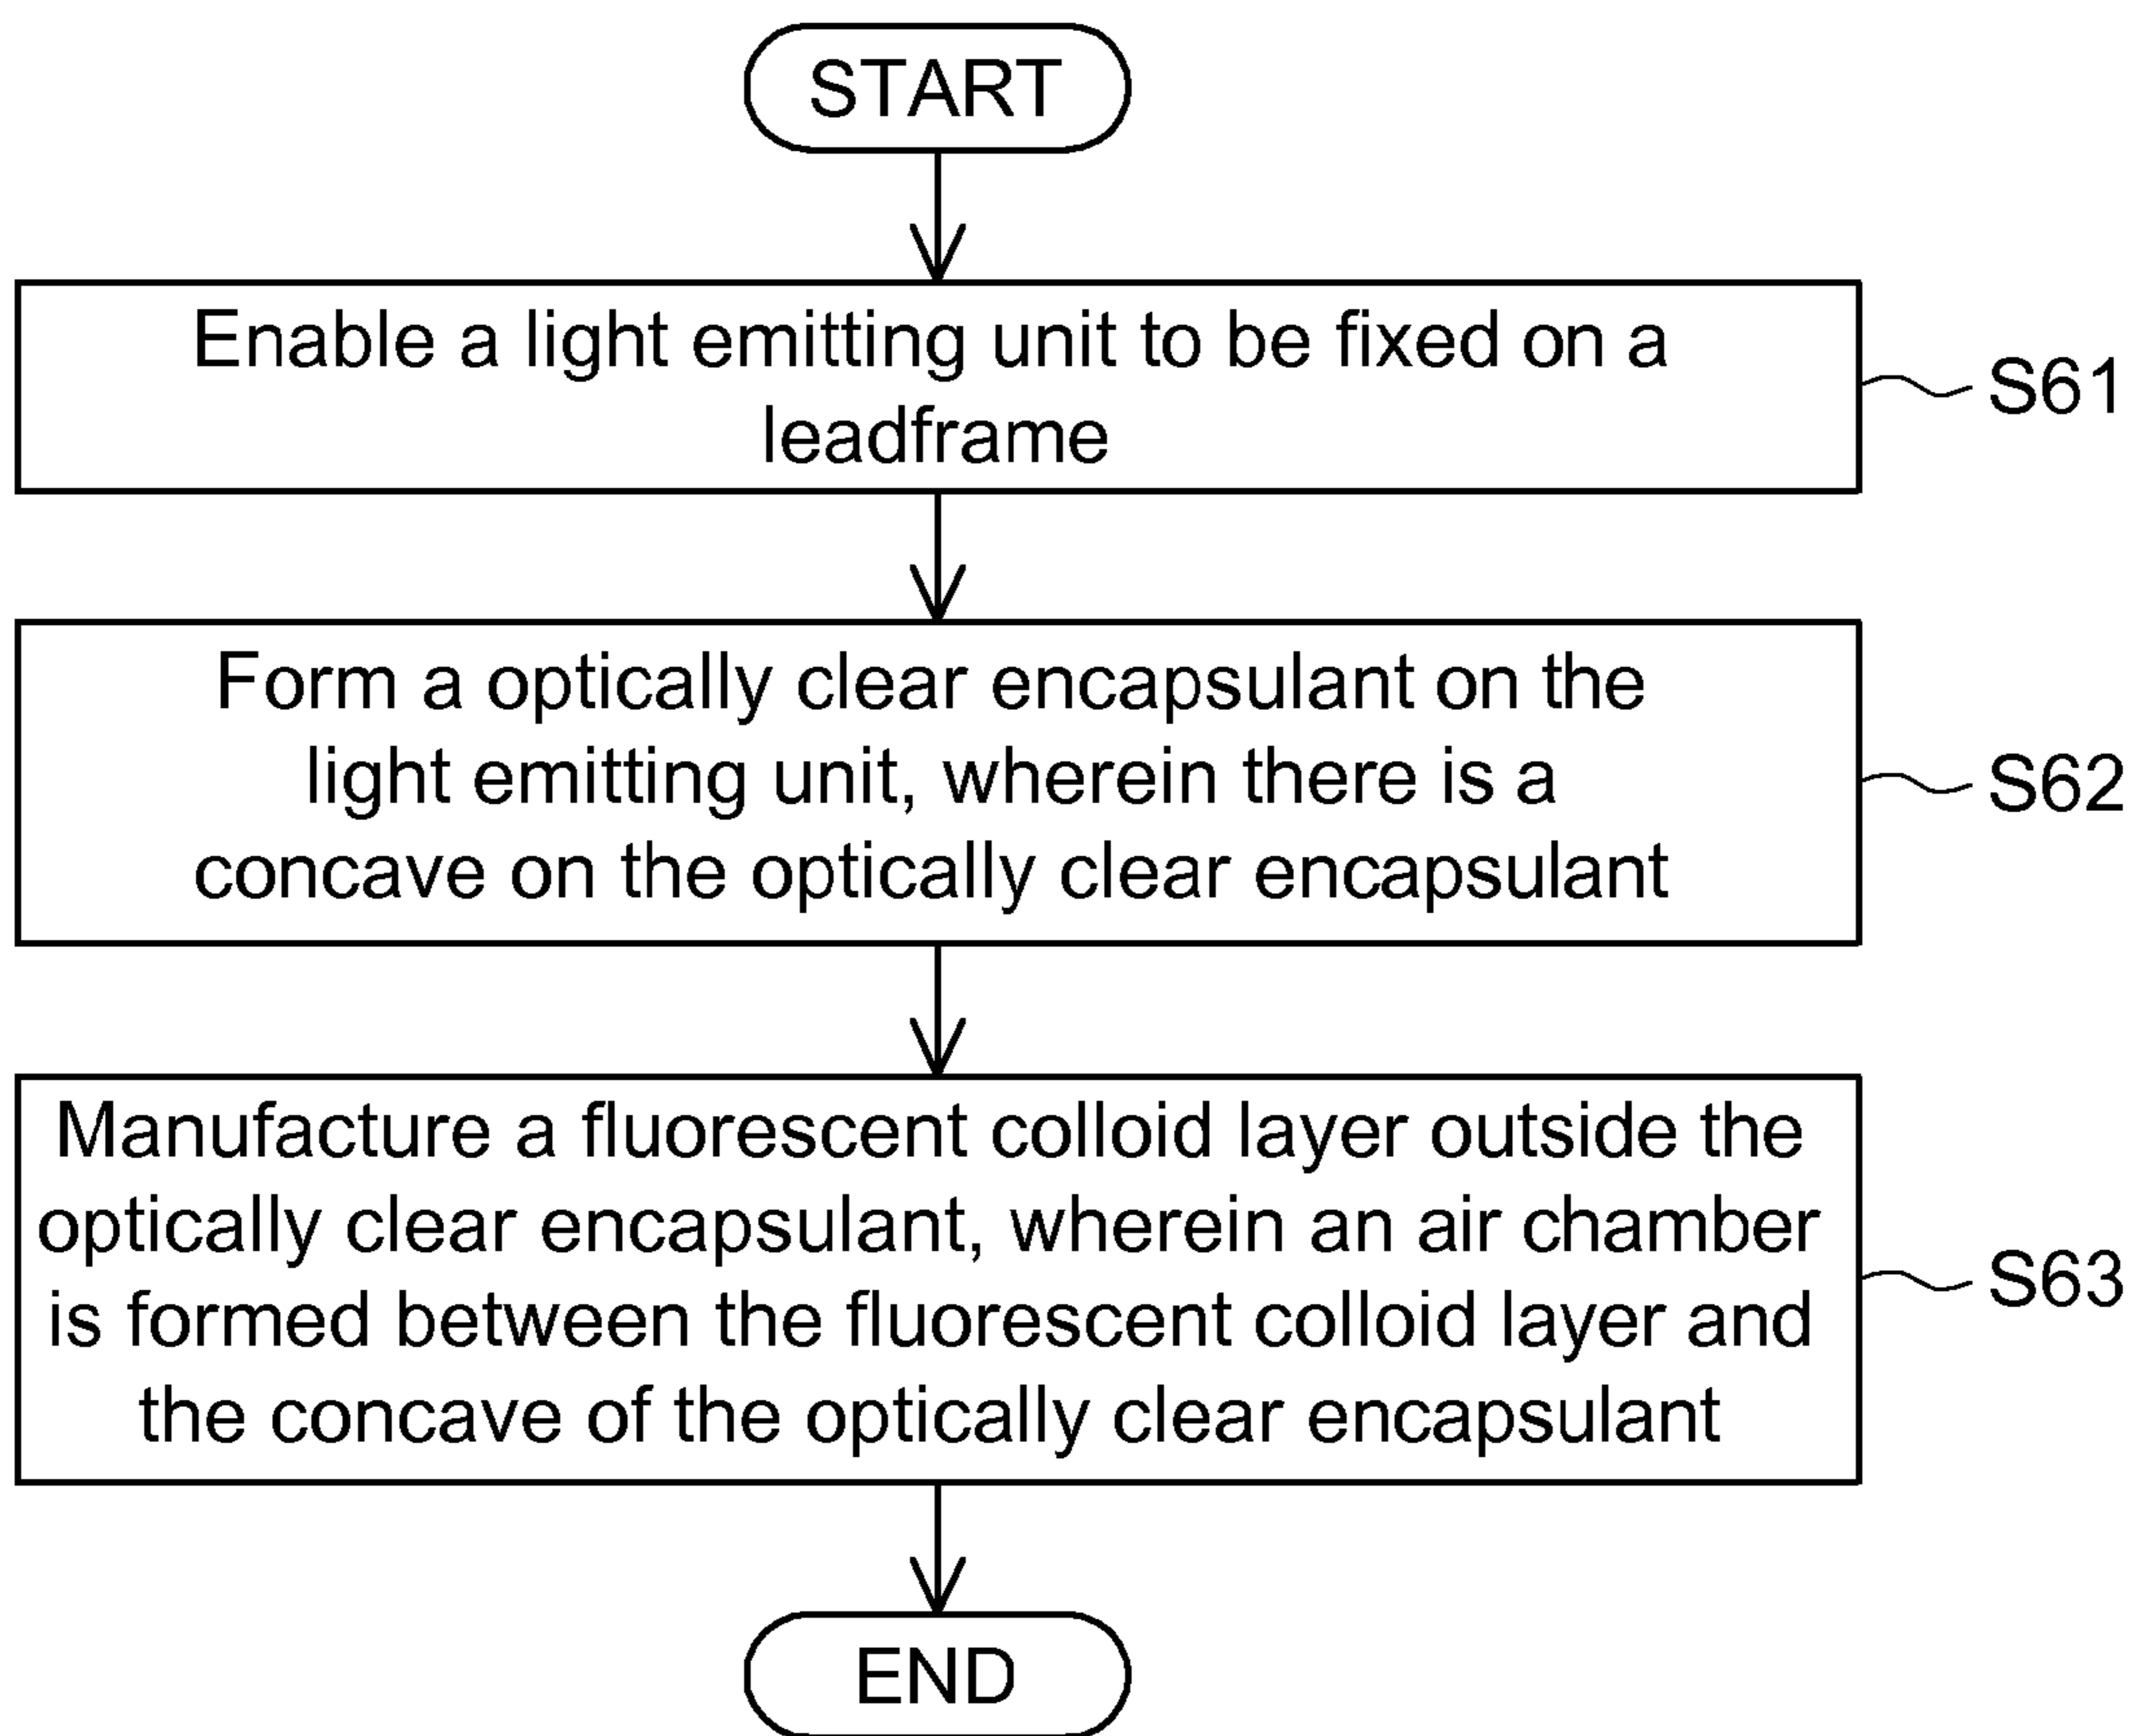 START
Enable a light emitting unit to be fixed on a
leadframe
S61
Form a optically clear encapsulant on the
light emitting unit, wherein there is a
concave on the optically clear encapsulant
S62
Manufacture a fluorescent colloid layer outside the
optically clear encapsulant, wherein an air chamber
is formed between the fluorescent colloid layer and
the concave of the optically clear encapsulant
S63
END